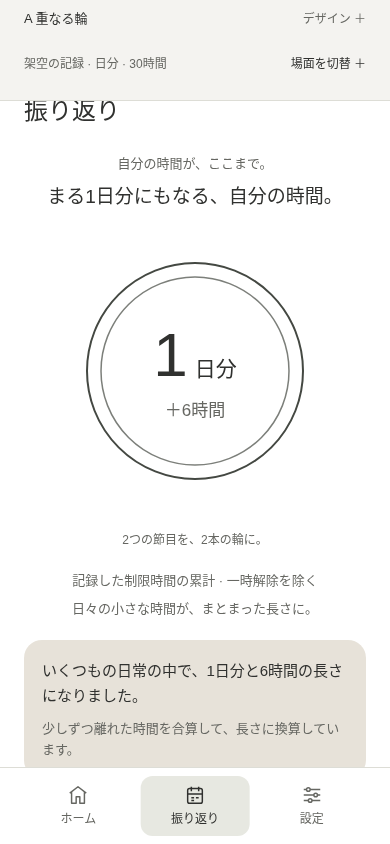 A 重なる輪
デザイン ＋
架空の記録 · 日分 · 30時間
場面を切替 ＋
振り返り
自分の時間が、ここまで。
まる1日分にもなる、自分の時間。
1 日分
＋6時間
2つの節目を、2本の輪に。
記録した制限時間の累計 · 一時解除を除く
日々の小さな時間が、まとまった長さに。
いくつもの日常の中で、1日分と6時間の長さ
になりました。
少しずつ離れた時間を合算して、長さに換算してい
ます。
ホーム
振り返り
設定